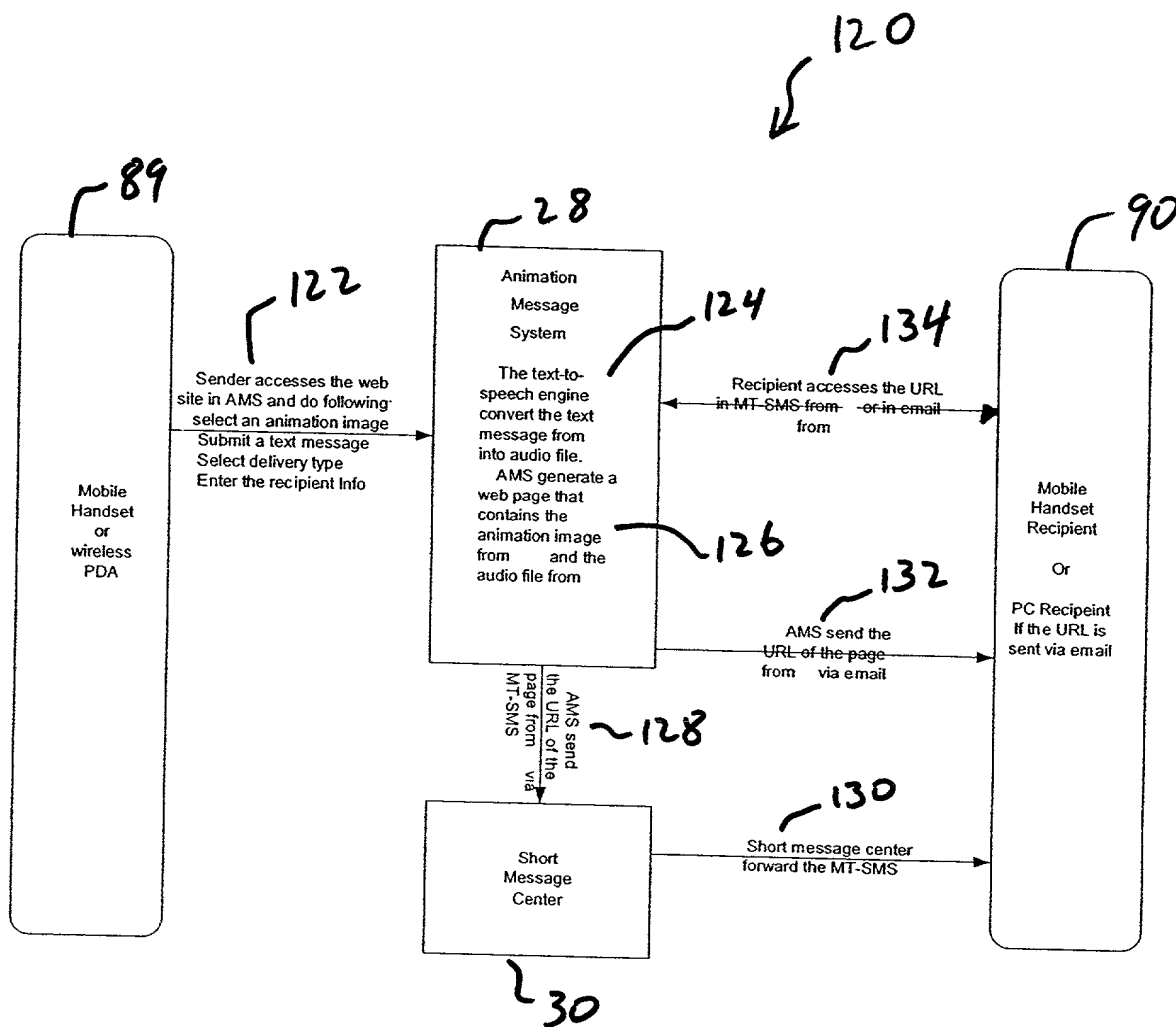 120
89
28
90
122
Animation
Message
System
124
134
The text-to-
speech engine
convert the text
message from
into audio file.
AMS generate a
web page that
contains the
animation image
from and the
audio file from
126
Sender accesses the web
site in AMS and do following
select an animation image
Submit a text message
Select delivery type
Enter the recipient Info
Recipient accesses the URL
in MT-SMS from or in email
from
Mobile
Handset
or
wireless
PDA
Mobile
Handset
Recipient
Or
PC Recipeint
If the URL is
sent via email
132
AMS send the
URL of the page
from via email
AMS send
the URL of the
page from via
MT-SMS
128
130
Short message center
forward the MT-SMS
Short
Message
Center
30